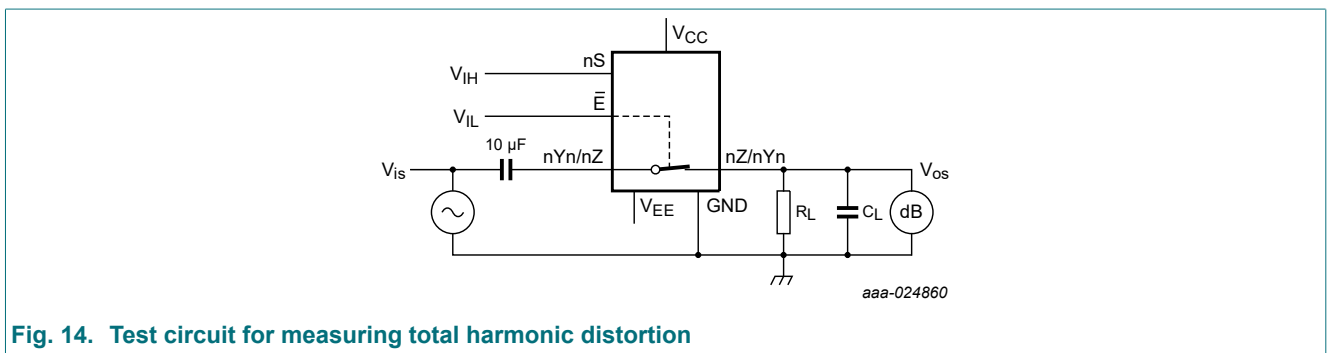 VCC
nS
VIH
E̅
VIL
10 μF
nYn/nZ
nZ/nYn
Vis
Vos
VEE
GND
RL
CL
dB
aaa-024860
Fig. 14. Test circuit for measuring total harmonic distortion